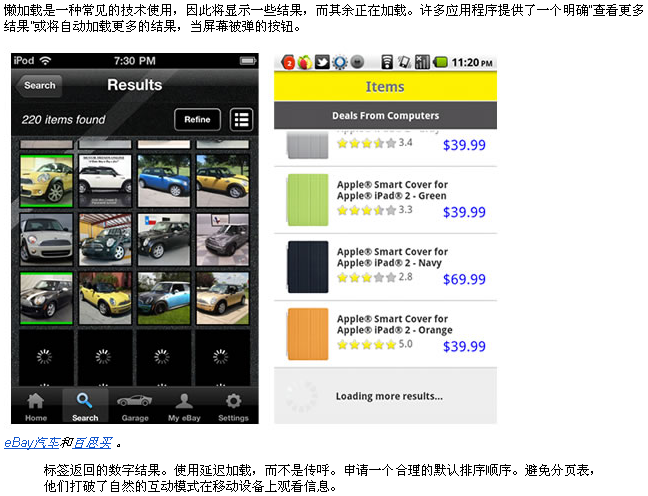 懒加载是一种常见的技术使用，因此将显示一些结果，而其余正在加载。许多应用程序提供了一个明确"查看更多
结果"或将自动加载更多的结果，当屏幕被弹的按钮。
iPod 7:30 PM
Search Results
220 items found Refine
Home Search Garage My eBay Settings
2 11:20 PM
Items
Deals From Computers
3.4 $39.99
Apple® Smart Cover for
Apple® iPad® 2 - Green
3.3 $39.99
Apple® Smart Cover for
Apple® iPad® 2 - Navy
2.8 $69.99
Apple® Smart Cover for
Apple® iPad® 2 - Orange
5.0 $39.99
Loading more results...
eBay汽车和百思买 。
标签返回的数字结果。使用延迟加载，而不是传呼。申请一个合理的默认排序顺序。避免分页表，
他们打破了自然的互动模式在移动设备上观看信息。